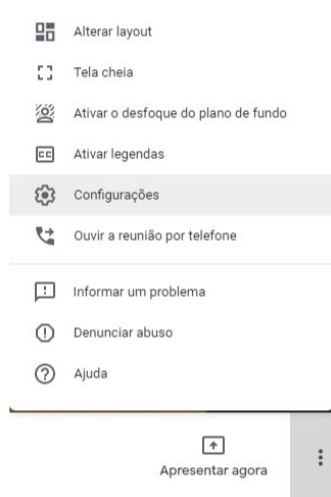 Alterar layout
Tela cheia
Ativar o desfoque do plano de fundo
CC Ativar legendas
Configurações
Ouvir a reunião por telefone
Informar um problema
Denunciar abuso
Ajuda
Apresentar agora